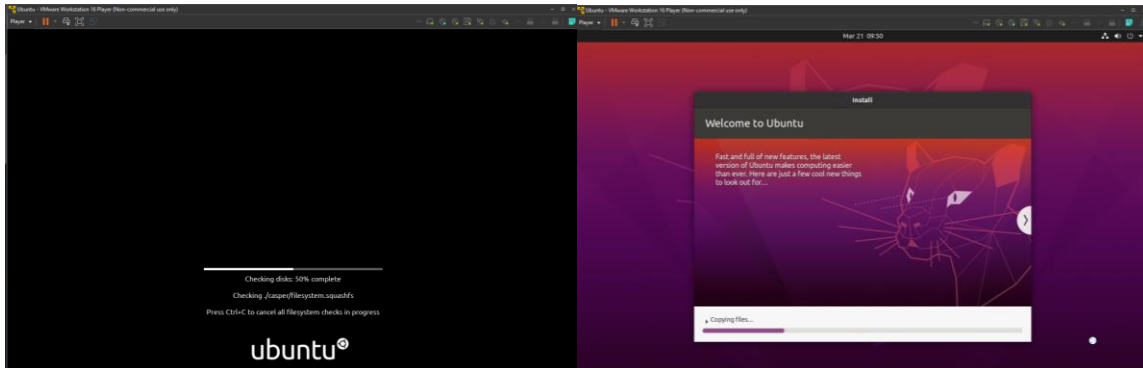 Ubuntu - VMware Workstation 16 Player (Non-commercial use only)
Player
Checking disks: 50% complete
Checking ./casper/filesystem.squashfs
Press Ctrl+C to cancel all filesystem checks in progress
ubuntu
Ubuntu - VMware Workstation 16 Player (Non-commercial use only)
Player
Mar 21 09:50
Install
Welcome to Ubuntu
Fast and full of new features, the latest
version of Ubuntu makes computing easier
than ever. Here are just a few cool new things
to look out for...
Copying files...